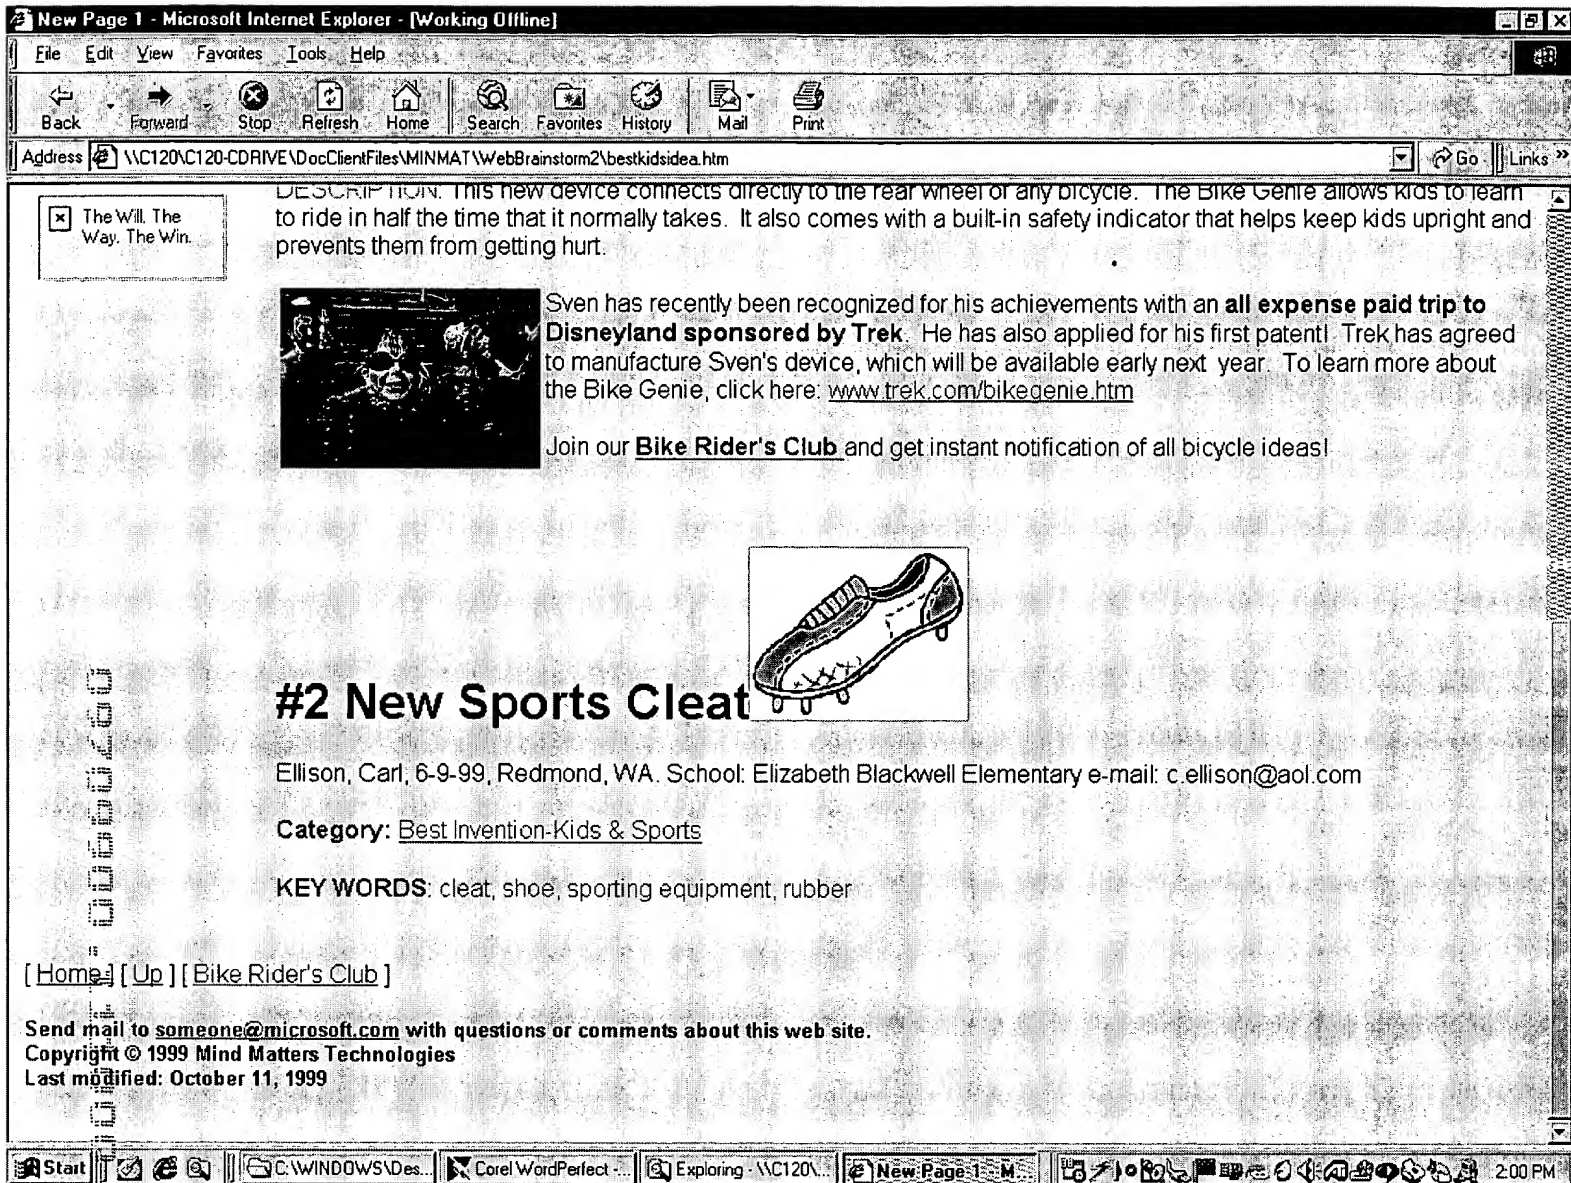 New Page 1 - Microsoft Internet Explorer - [Working Offline]
File Edit View Favorites Tools Help
Back Forward Stop Refresh Home Search Favorites History Mail Print
Address \\C120\C120-CDRIVE\DocClientFiles\MINMAT\WebBrainstorm2\bestkidsidea.htm Go Links »
The Will. The
Way. The Win.
DESCRIPTION: This new device connects directly to the rear wheel of any bicycle. The Bike Genie allows kids to learn
to ride in half the time that it normally takes. It also comes with a built-in safety indicator that helps keep kids upright and
prevents them from getting hurt.
Sven has recently been recognized for his achievements with an all expense paid trip to
Disneyland sponsored by Trek. He has also applied for his first patent! Trek has agreed
to manufacture Sven's device, which will be available early next year. To learn more about
the Bike Genie, click here: www.trek.com/bikegenie.htm
Join our Bike Rider's Club and get instant notification of all bicycle ideas!
#2 New Sports Cleat
Ellison, Carl, 6-9-99, Redmond, WA. School: Elizabeth Blackwell Elementary e-mail: c.ellison@aol.com
Category: Best Invention-Kids & Sports
KEY WORDS: cleat, shoe, sporting equipment, rubber
[ Home ] [ Up ] [ Bike Rider's Club ]
Send mail to someone@microsoft.com with questions or comments about this web site.
Copyright © 1999 Mind Matters Technologies
Last modified: October 11, 1999
Start C:\WINDOWS\Des... Corel WordPerfect -... Exploring - \\C120\... New Page 1 - M... 2:00 PM